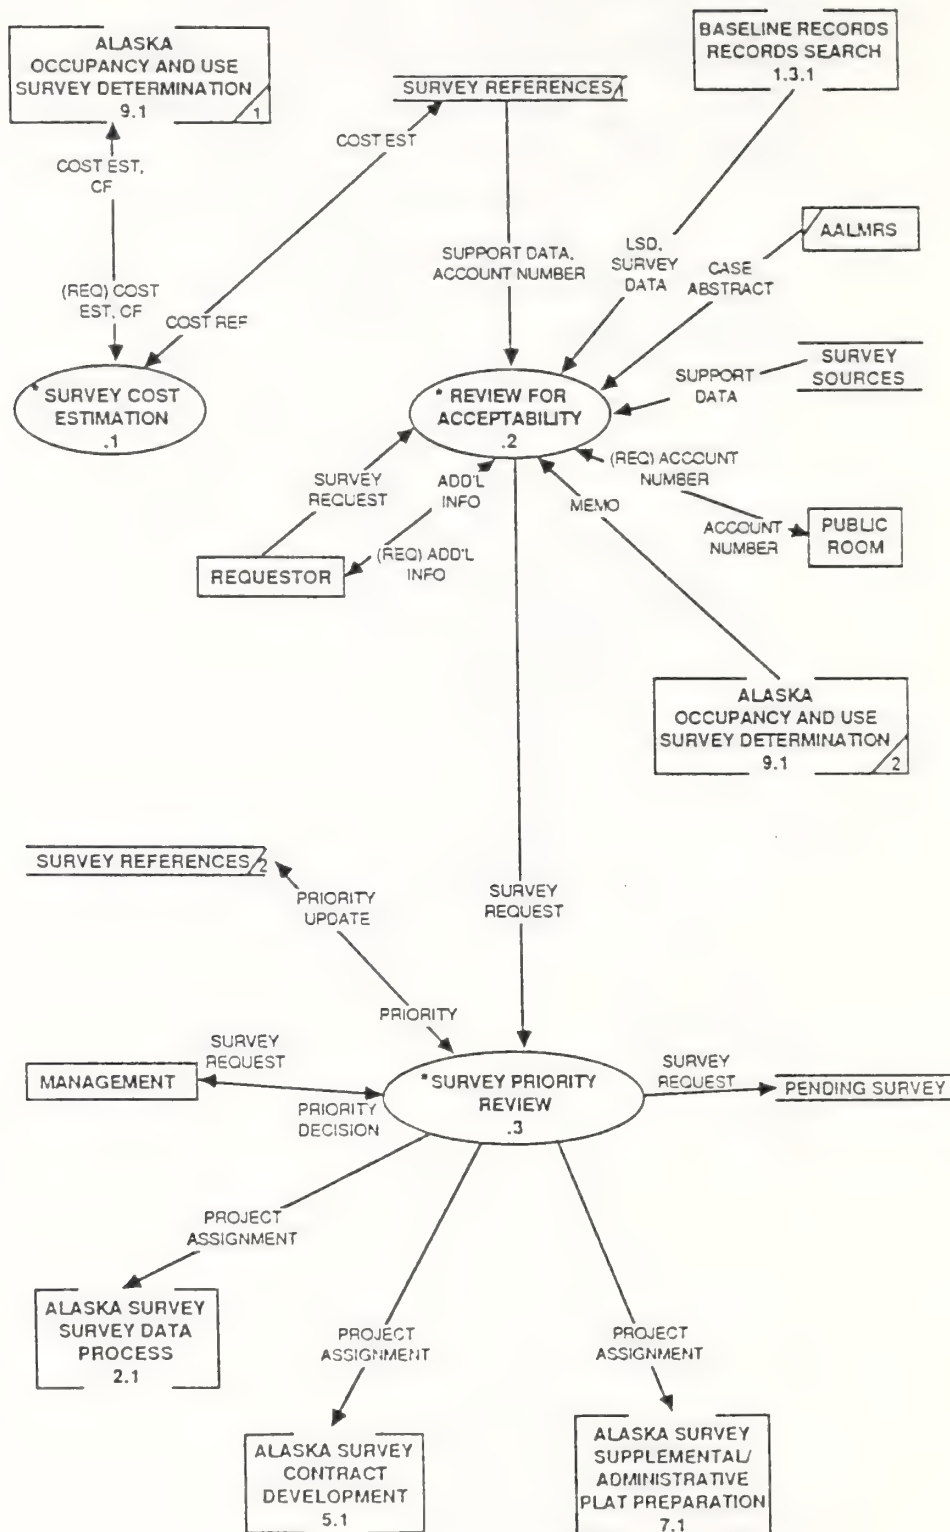 ALASKA
OCCUPANCY AND USE
SURVEY DETERMINATION
9.1
1
SURVEY REFERENCES 1
BASELINE RECORDS
RECORDS SEARCH
1.3.1
COST EST
COST EST,
CF
(REQ) COST
EST, CF
COST REF
SUPPORT DATA,
ACCOUNT NUMBER
LSD,
SURVEY
DATA
CASE
ABSTRACT
AALMRS
SURVEY
SOURCES
SUPPORT
DATA
* SURVEY COST
ESTIMATION
.1
* REVIEW FOR
ACCEPTABILITY
.2
SURVEY
REQUEST
ADD'L
INFO
(REQ) ADD'L
INFO
REQUESTOR
MEMO
(REQ) ACCOUNT
NUMBER
ACCOUNT
NUMBER
PUBLIC
ROOM
ALASKA
OCCUPANCY AND USE
SURVEY DETERMINATION
9.1
2
SURVEY REFERENCES 2
PRIORITY
UPDATE
SURVEY
REQUEST
PRIORITY
SURVEY
REQUEST
MANAGEMENT
PRIORITY
DECISION
* SURVEY PRIORITY
REVIEW
.3
SURVEY
REQUEST
PENDING SURVEY
PROJECT
ASSIGNMENT
ALASKA SURVEY
SURVEY DATA
PROCESS
2.1
PROJECT
ASSIGNMENT
PROJECT
ASSIGNMENT
ALASKA SURVEY
CONTRACT
DEVELOPMENT
5.1
ALASKA SURVEY
SUPPLEMENTAL/
ADMINISTRATIVE
PLAT PREPARATION
7.1